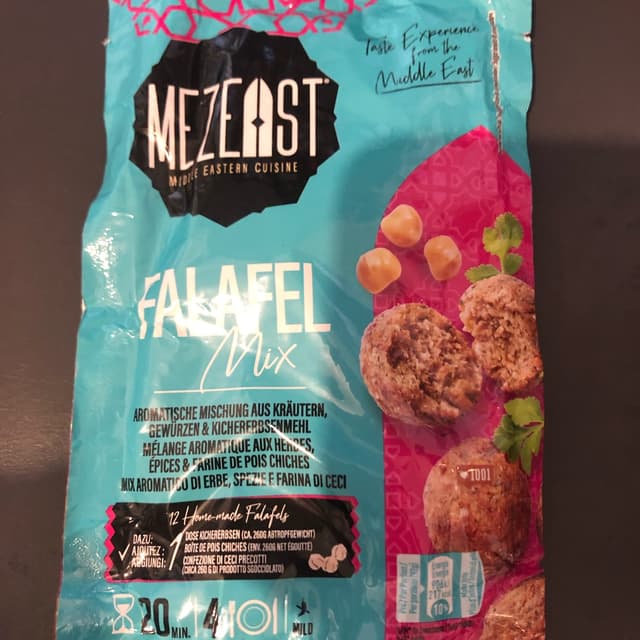 Taste Experience
from the
Middle East
MEZEAST
MIDDLE EASTERN CUISINE
FALAFEL
Mix
AROMATISCHE MISCHUNG AUS KRÄUTERN,
GEWÜRZEN & KICHERERBSENMEHL
MÉLANGE AROMATIQUE AUX HERBES,
ÉPICES & FARINE DE POIS CHICHES
MIX AROMATICO DI ERBE, SPEZIE E FARINA DI CECI
12 Home-made Falafels
DAZU:
AJOUTEZ:
AGGIUNGI:
1
DOSE KICHERERBSEN (CA. 260G ABTROPFGEWICHT)
BOÎTE DE POIS CHICHES (ENV. 260G NET ÉGOUTTÉ)
CONFEZIONE DI CECI PRECOTTI
(CIRCA 260 G DI PRODOTTO SGOCCIOLATO)
20 MIN.
4
MILD
10%